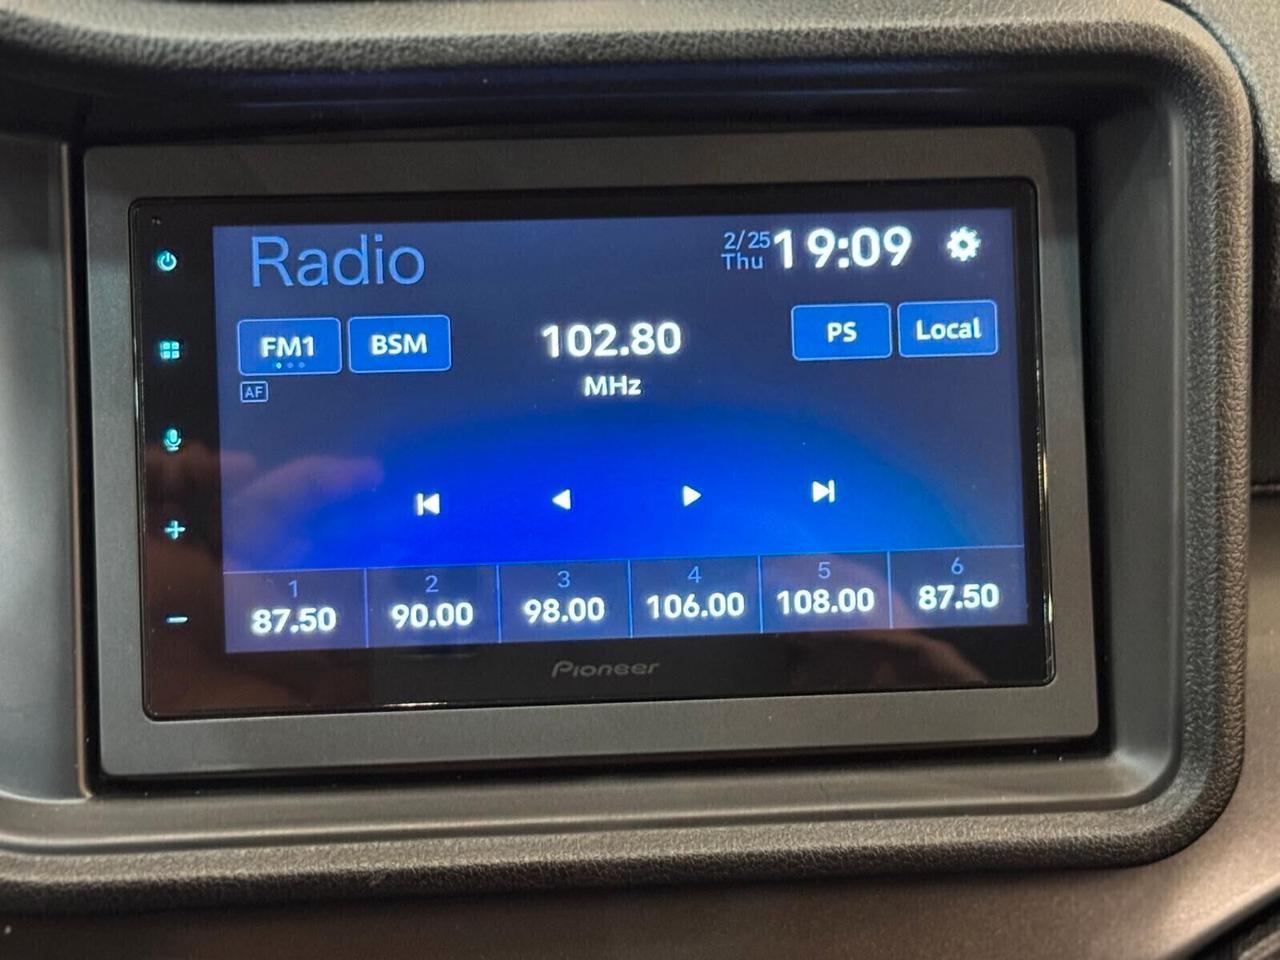 Radio
2/25
Thu
19:09
FM1
BSM
102.80
MHz
PS
Local
AF
1
2
3
4
5
6
87.50
90.00
98.00
106.00
108.00
87.50
Pioneer